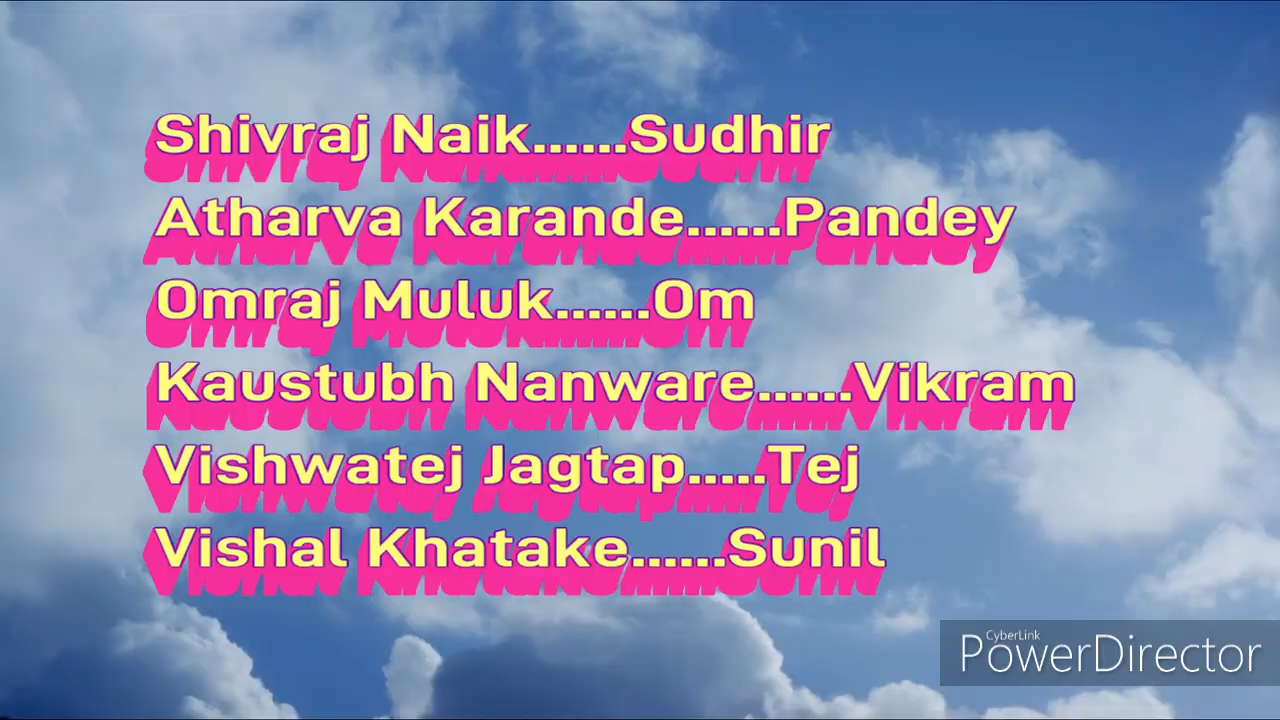 Shivraj Naik......Sudhir
Atharva Karande......Pandey
Omraj Muluk......Om
Kaustubh Nanware......Vikram
Vishwatej Jagtap.....Tej
Vishal Khatake......Sunil
CyberLink
PowerDirector